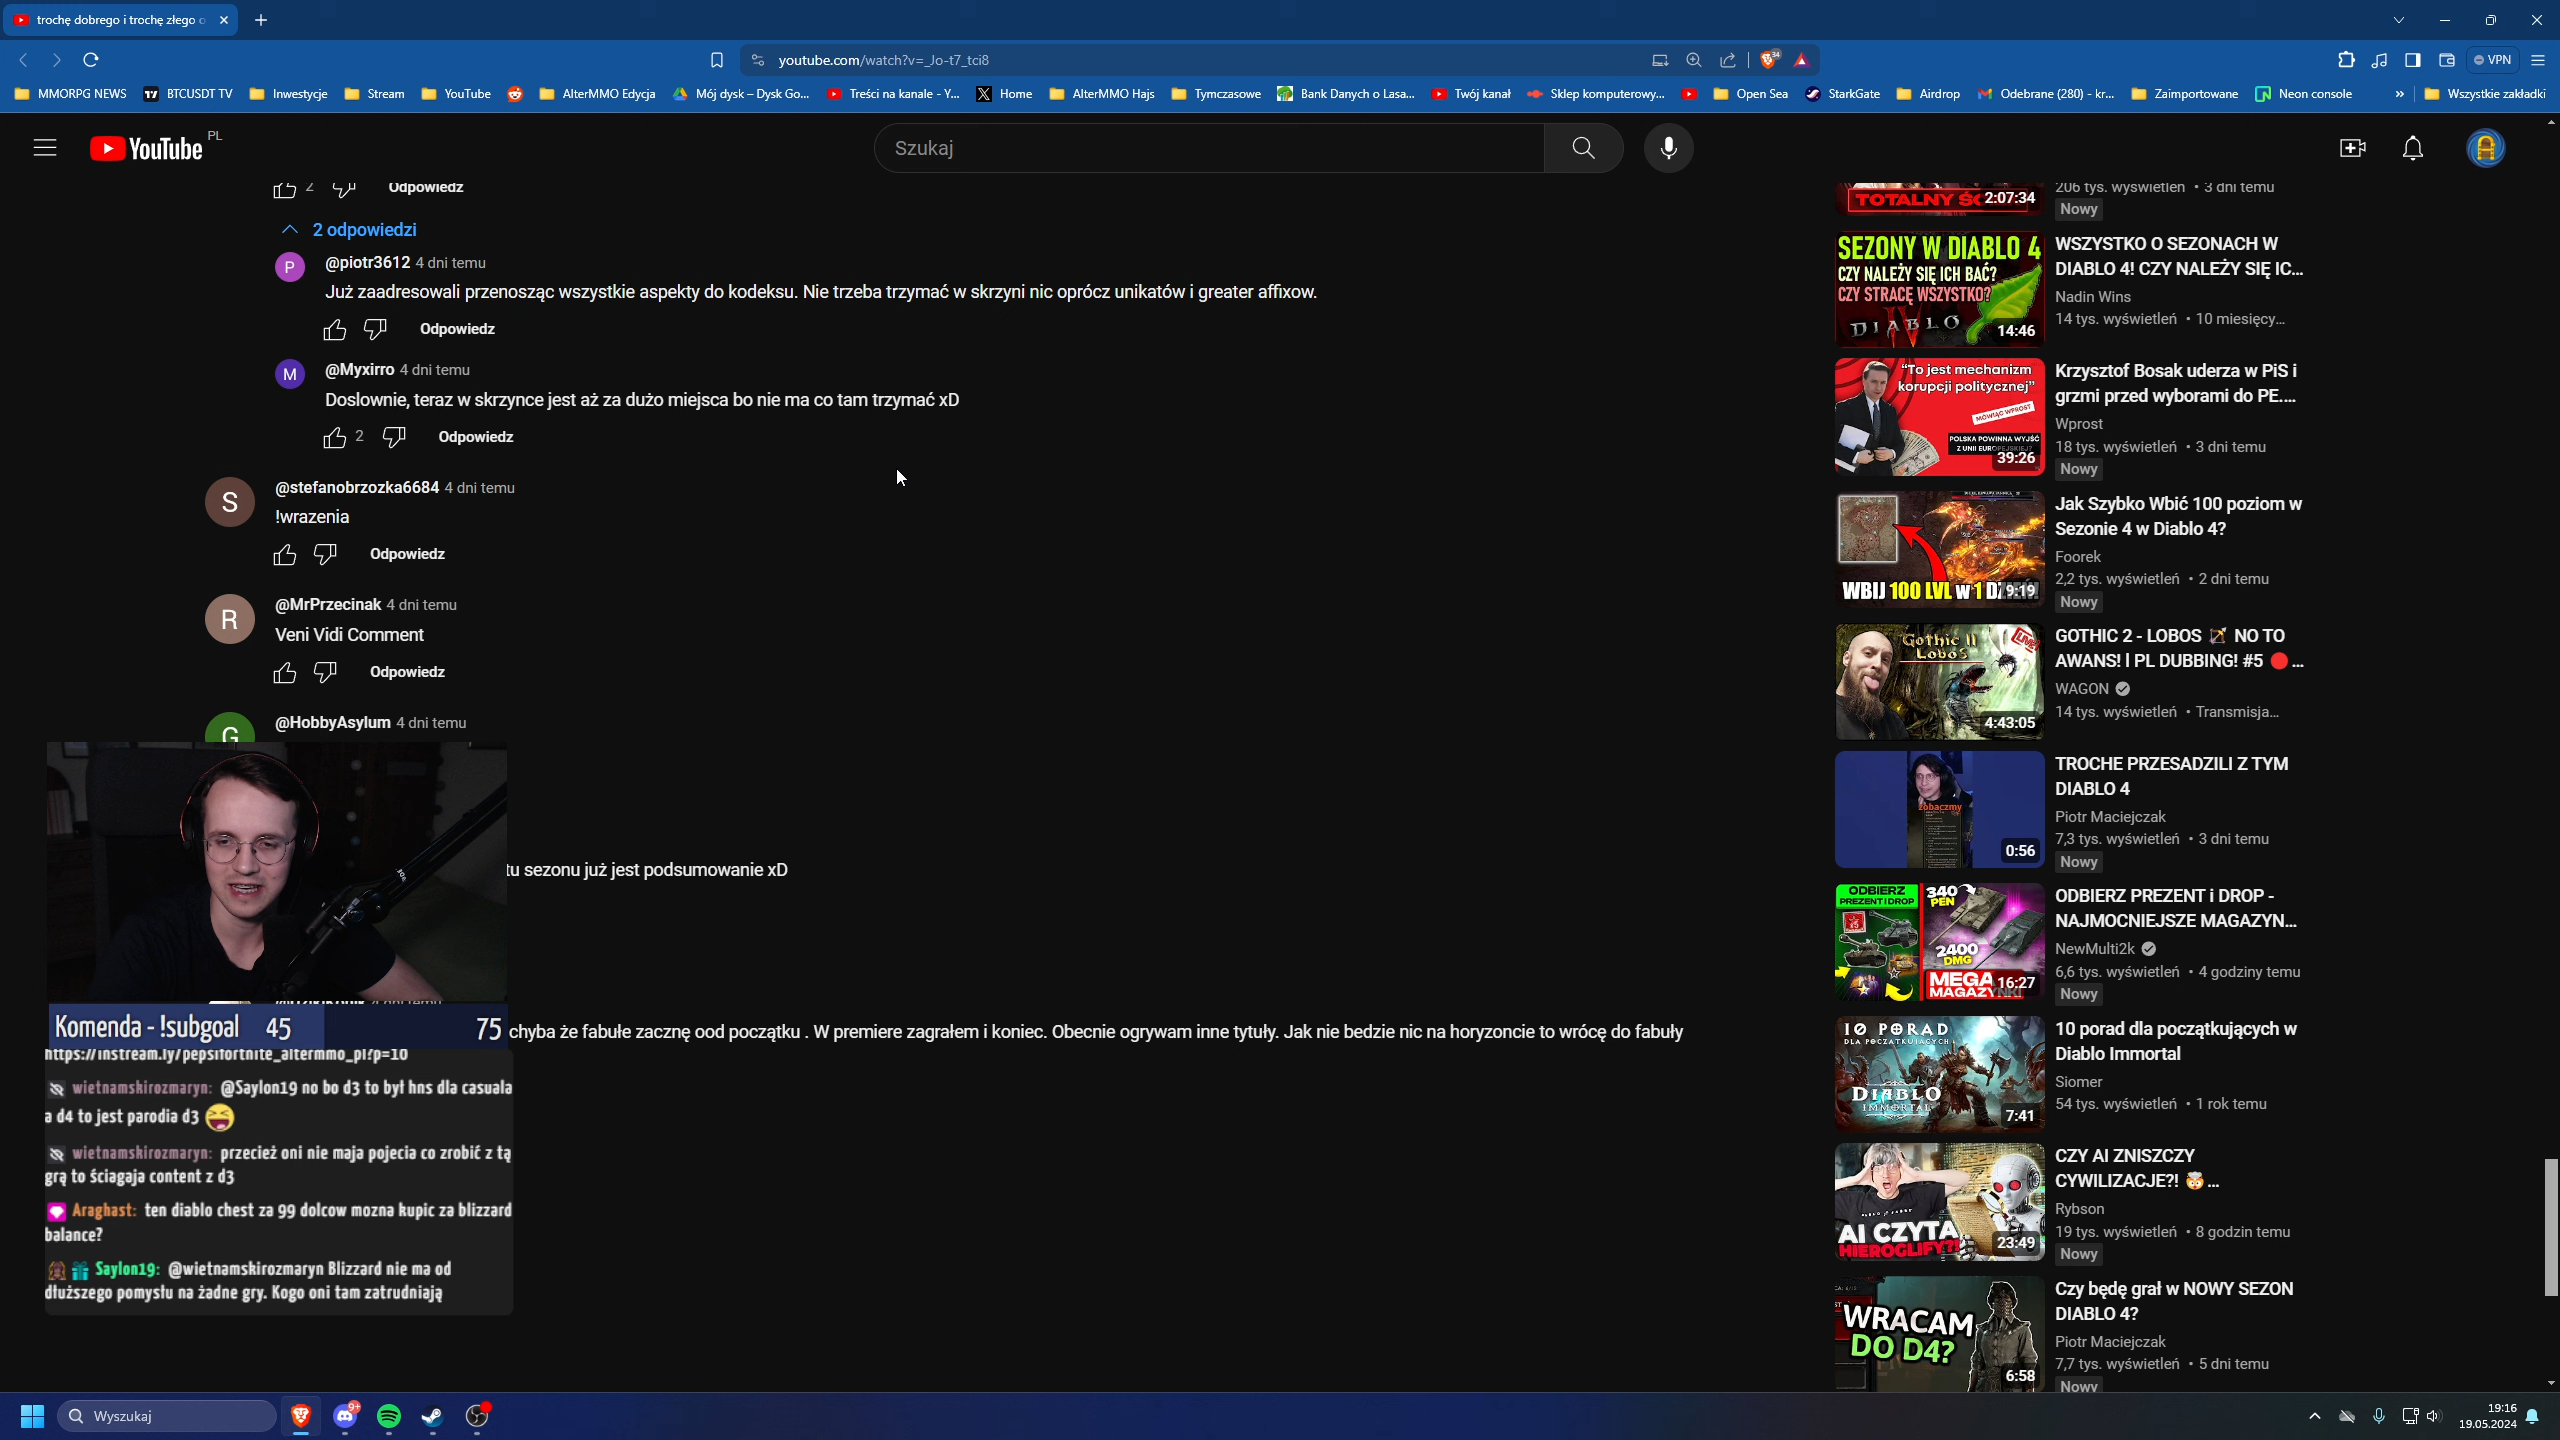 trochę dobrego i trochę złego o
youtube.com/watch?v=_Jo-t7_tci8
34
VPN
MMORPG NEWS
BTCUSDT TV
Inwestycje
Stream
YouTube
AlterMMO Edycja
Mój dysk – Dysk Go...
Treści na kanale - Y...
Home
AlterMMO Hajs
Tymczasowe
Bank Danych o Lasa...
Twój kanał
Sklep komputerowy...
Open Sea
StarkGate
Airdrop
Odebrane (280) - kr...
Zaimportowane
Neon console
»
Wszystkie zakładki
YouTube PL
Szukaj
2 Odpowiedz
2 odpowiedzi
P
@piotr3612 4 dni temu
Już zaadresowali przenosząc wszystkie aspekty do kodeksu. Nie trzeba trzymać w skrzyni nic oprócz unikatów i greater affixow.
Odpowiedz
M
@Myxirro 4 dni temu
Doslownie, teraz w skrzynce jest aż za dużo miejsca bo nie ma co tam trzymać xD
2 Odpowiedz
S
@stefanobrzozka6684 4 dni temu
!wrazenia
Odpowiedz
R
@MrPrzecinak 4 dni temu
Veni Vidi Comment
Odpowiedz
G
@HobbyAsylum 4 dni temu
tu sezonu już jest podsumowanie xD
4 dni temu
chyba że fabułe zacznę ood początku . W premiere zagrałem i koniec. Obecnie ogrywam inne tytuły. Jak nie bedzie nic na horyzoncie to wrócę do fabuły
Komenda - !subgoal 45 75
https://instream.ly/pepsifortnite_altermmo_pl?p=10
wietnamskirozmaryn: @Saylon19 no bo d3 to był hns dla casuala
a d4 to jest parodia d3
wietnamskirozmaryn: przecież oni nie maja pojecia co zrobić z tą
grą to ściagaja content z d3
Araghast: ten diablo chest za 99 dolcow mozna kupic za blizzard
balance?
Saylon19: @wietnamskirozmaryn Blizzard nie ma od
dłuższego pomysłu na żadne gry. Kogo oni tam zatrudniają
TOTALNY
2:07:34
206 tys. wyświetleń • 3 dni temu
Nowy
SEZONY W DIABLO 4
CZY NALEŻY SIĘ ICH BAĆ?
CZY STRACĘ WSZYSTKO?
DIABLO
14:46
WSZYSTKO O SEZONACH W
DIABLO 4! CZY NALEŻY SIĘ IC...
Nadin Wins
14 tys. wyświetleń • 10 miesięcy...
"To jest mechanizm
korupcji politycznej"
MÓWIĄC WPROST
POLSKA POWINNA WYJŚĆ
Z UNII EUROPEJSKIEJ?
39:26
Krzysztof Bosak uderza w PiS i
grzmi przed wyborami do PE....
Wprost
18 tys. wyświetleń • 3 dni temu
Nowy
WBIJ 100 LVL w 1
9:19
Jak Szybko Wbić 100 poziom w
Sezonie 4 w Diablo 4?
Foorek
2,2 tys. wyświetleń • 2 dni temu
Nowy
Gothic II
Lobos
LIVE!
4:43:05
GOTHIC 2 - LOBOS 🏹 NO TO
AWANS! l PL DUBBING! #5 🔴 ...
WAGON
14 tys. wyświetleń • Transmisja...
zobaczmy
0:56
TROCHE PRZESADZILI Z TYM
DIABLO 4
Piotr Maciejczak
7,3 tys. wyświetleń • 3 dni temu
Nowy
ODBIERZ
PREZENT I DROP
340
PEN
2400
DMG
MEGA
MAGAZYNKI
16:27
ODBIERZ PREZENT i DROP -
NAJMOCNIEJSZE MAGAZYN...
NewMulti2k
6,6 tys. wyświetleń • 4 godziny temu
Nowy
10 PORAD
DLA POCZĄTKUJĄCYCH
DIABLO
IMMORTAL
7:41
10 porad dla początkujących w
Diablo Immortal
Siomer
54 tys. wyświetleń • 1 rok temu
AI CZYTA
HIEROGLIFY?!
23:49
CZY AI ZNISZCZY
CYWILIZACJE?! 🤯 ...
Rybson
19 tys. wyświetleń • 8 godzin temu
Nowy
WRACAM
DO D4?
6:58
Czy będę grał w NOWY SEZON
DIABLO 4?
Piotr Maciejczak
7,7 tys. wyświetleń • 5 dni temu
Nowy
Wyszukaj
9+
19:16
19.05.2024